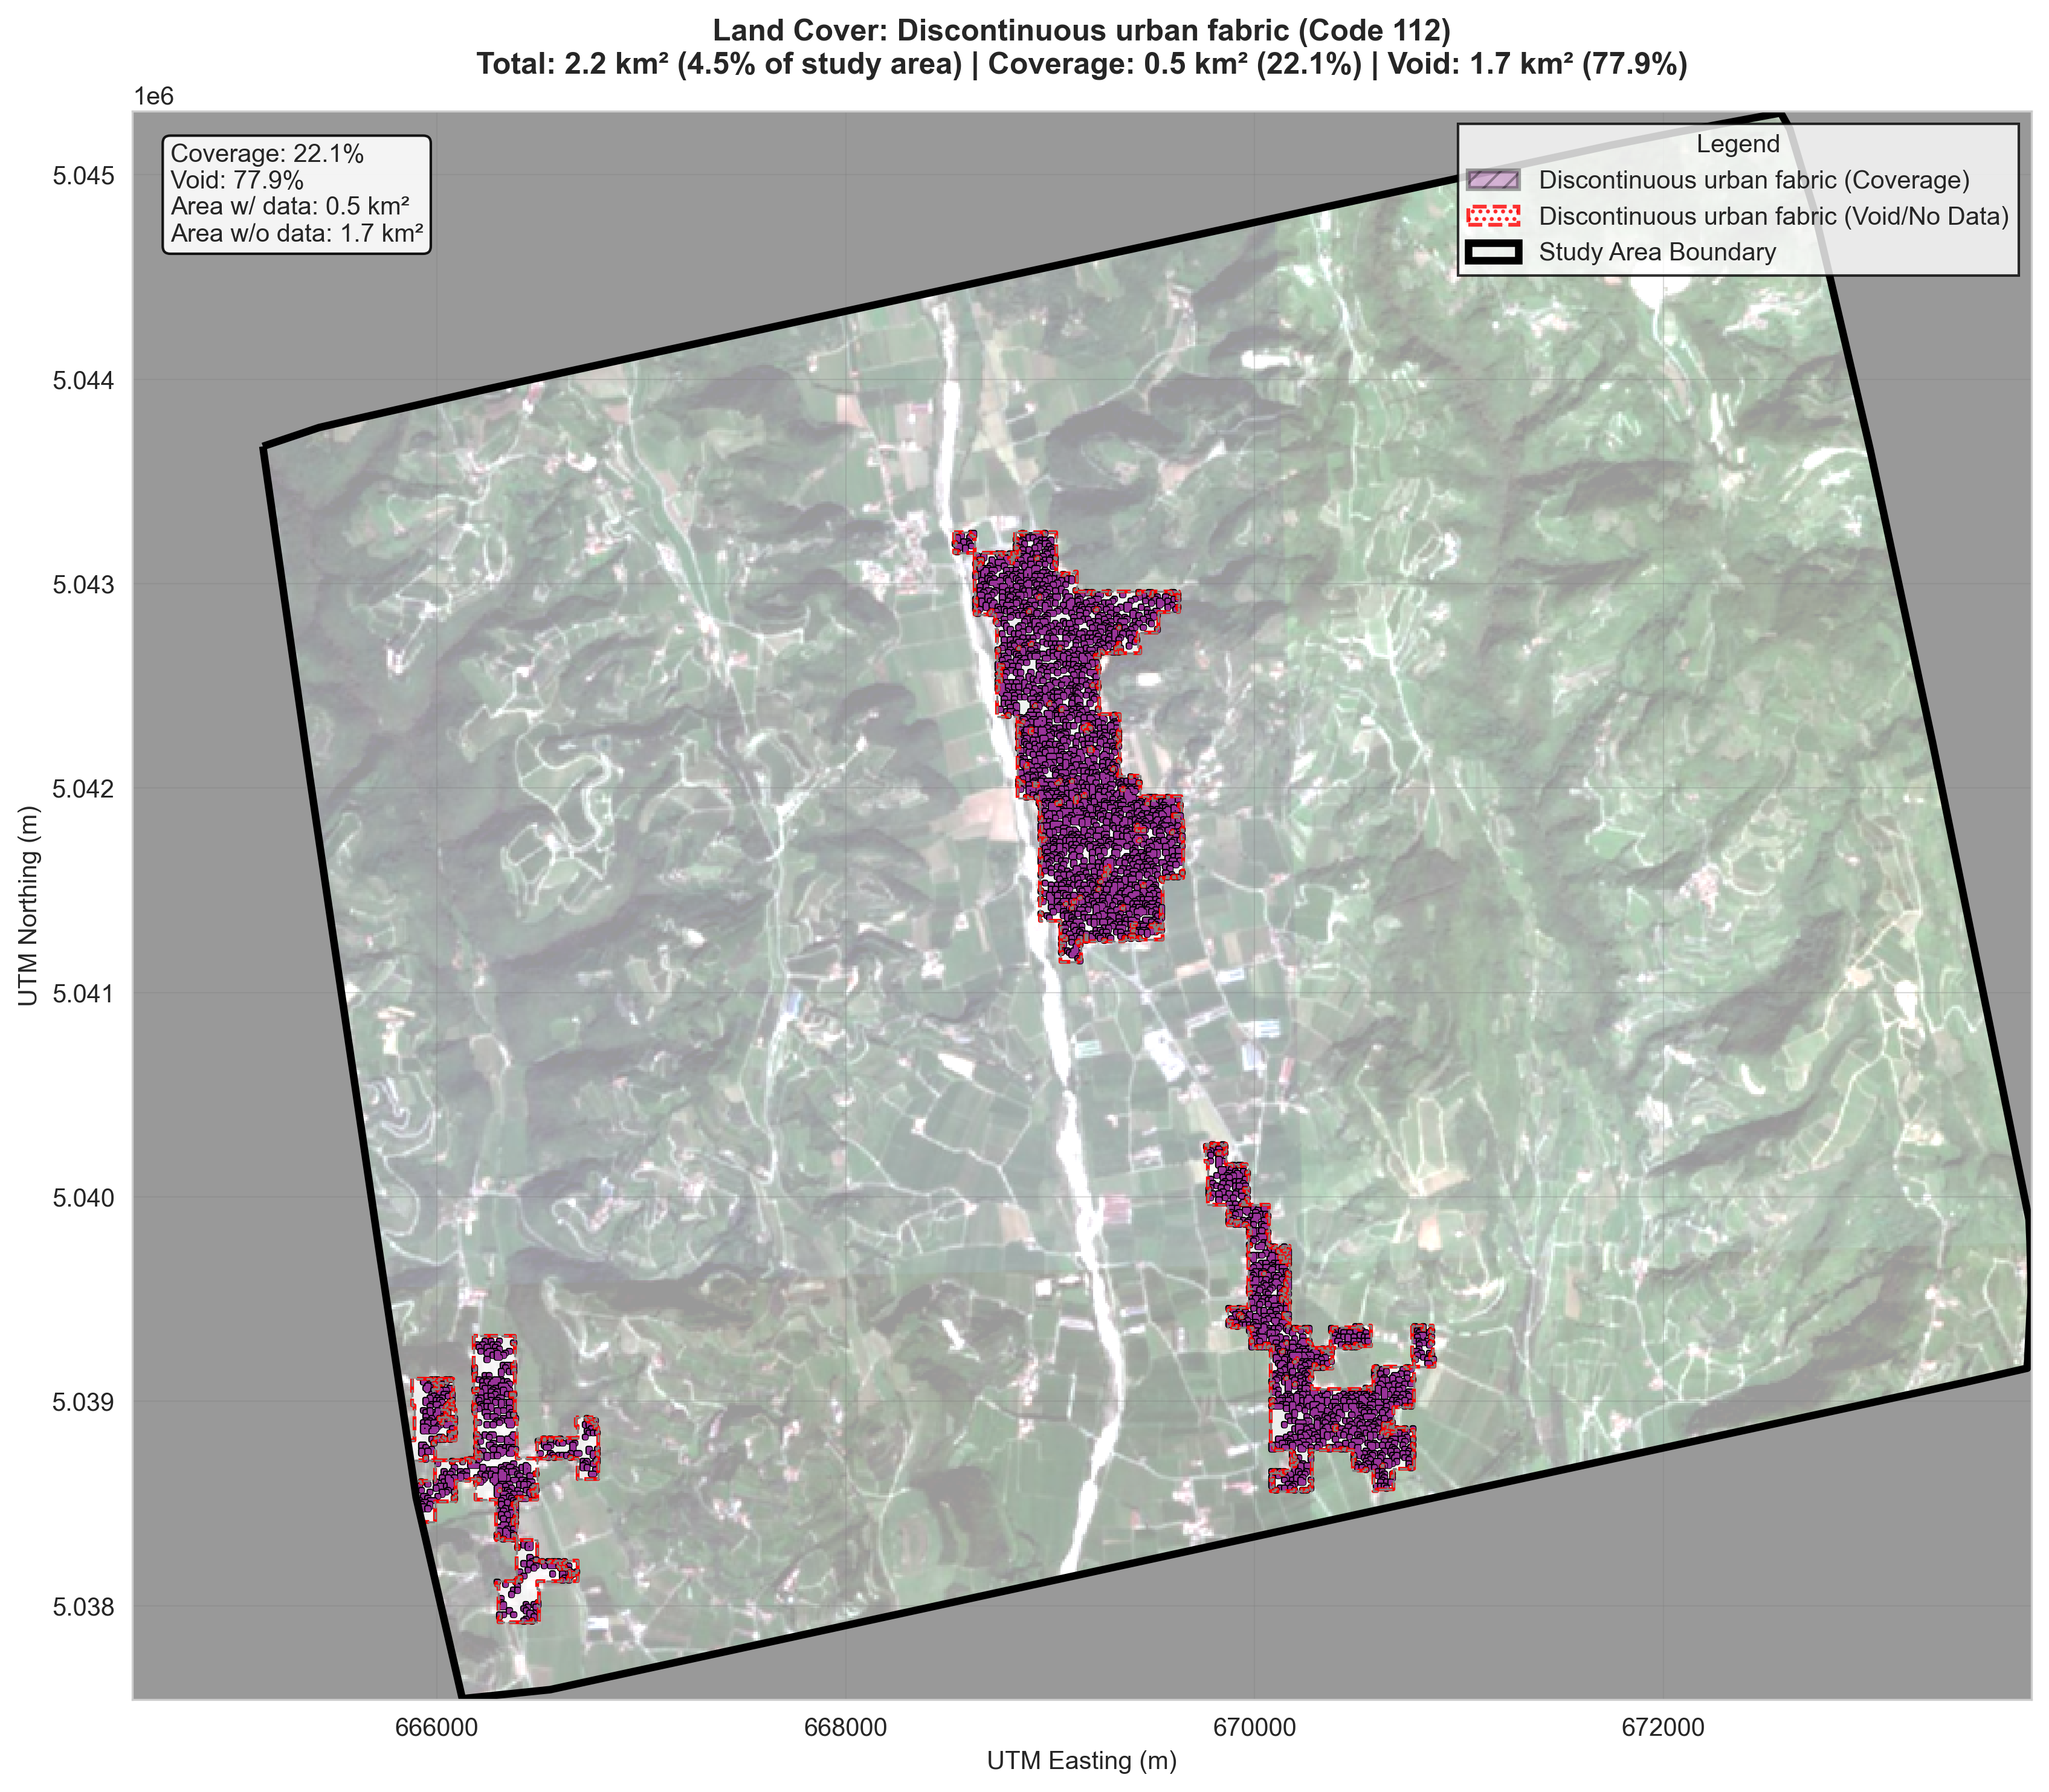 Land Cover: Discontinuous urban fabric (Code 112)
Total: 2.2 km² (4.5% of study area) | Coverage: 0.5 km² (22.1%) | Void: 1.7 km² (77.9%)
1e6
Coverage: 22.1%
Void: 77.9%
Area w/ data: 0.5 km²
Area w/o data: 1.7 km²
Legend
Discontinuous urban fabric (Coverage)
Discontinuous urban fabric (Void/No Data)
Study Area Boundary
5.045
5.044
5.043
5.042
5.041
5.040
5.039
5.038
UTM Northing (m)
666000
668000
670000
672000
UTM Easting (m)